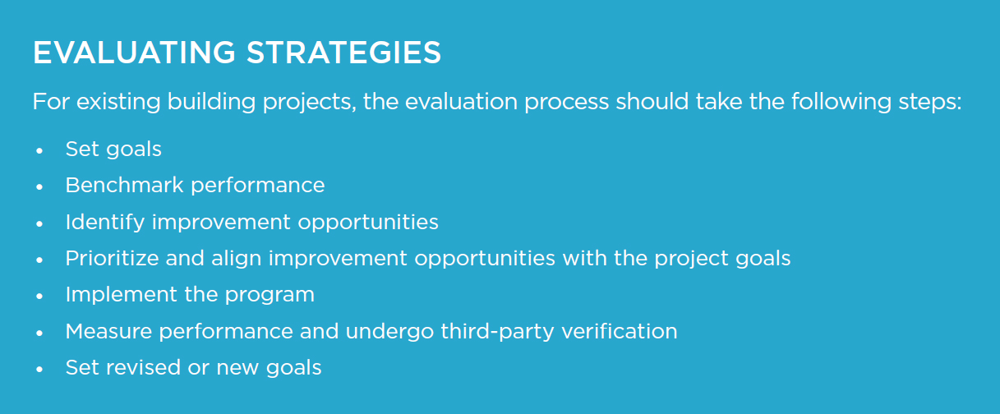 EVALUATING STRATEGIES
For existing building projects, the evaluation process should take the following steps:
• Set goals
• Benchmark performance
• Identify improvement opportunities
• Prioritize and align improvement opportunities with the project goals
• Implement the program
• Measure performance and undergo third-party verification
• Set revised or new goals